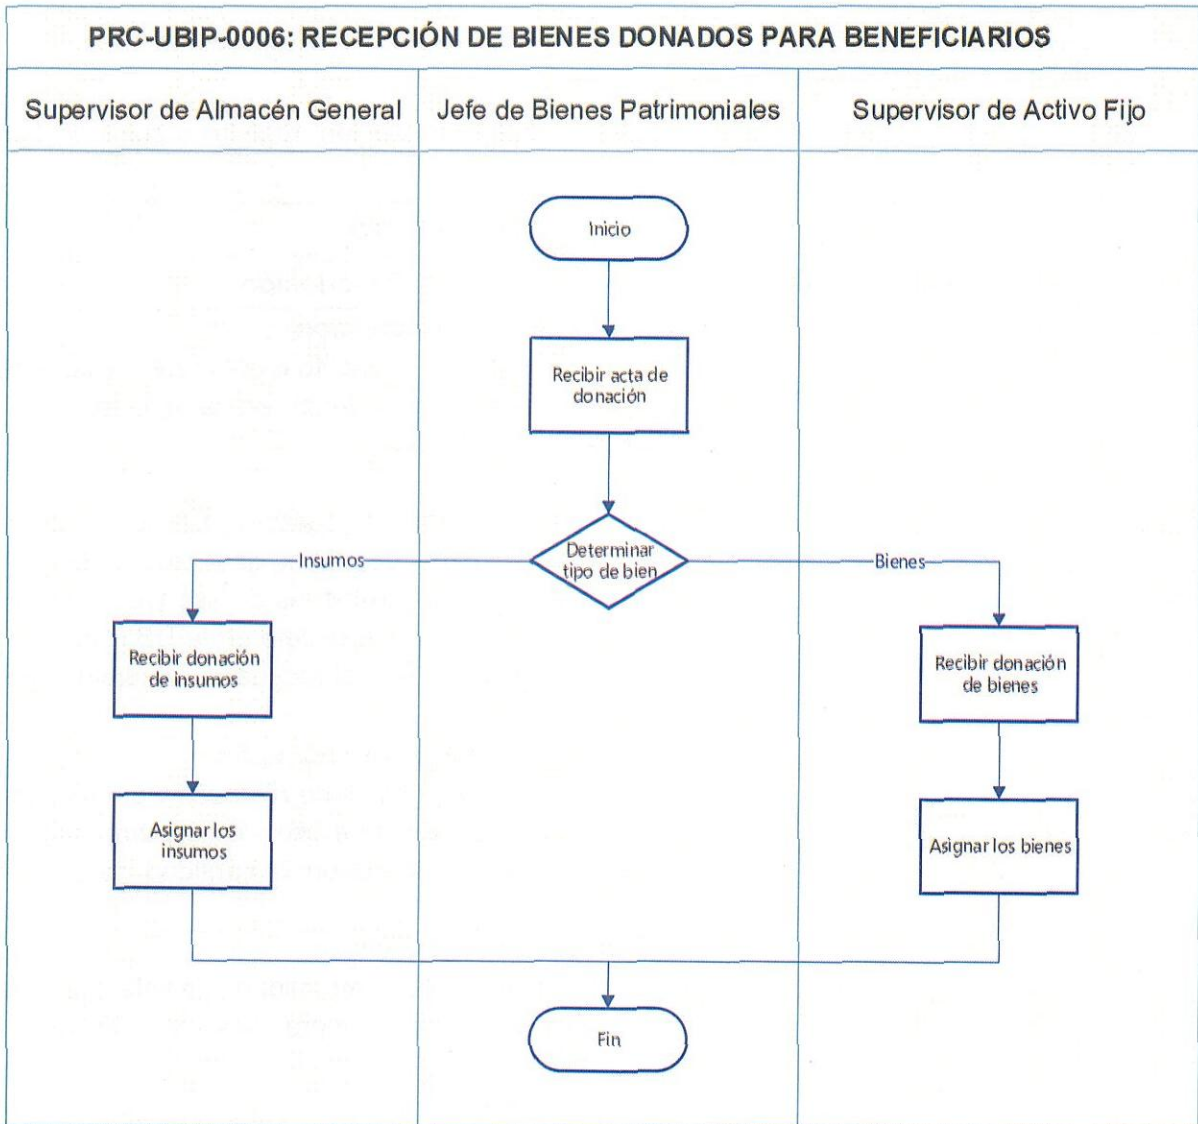 PRC-UBIP-0006: RECEPCIÓN DE BIENES DONADOS PARA BENEFICIARIOS
Supervisor de Almacén General
Jefe de Bienes Patrimoniales
Supervisor de Activo Fijo
Inicio
Recibir acta de
donación
Determinar
tipo de bien
Insumos
Bienes
Recibir donación
de insumos
Recibir donación
de bienes
Asignar los
insumos
Asignar los bienes
Fin